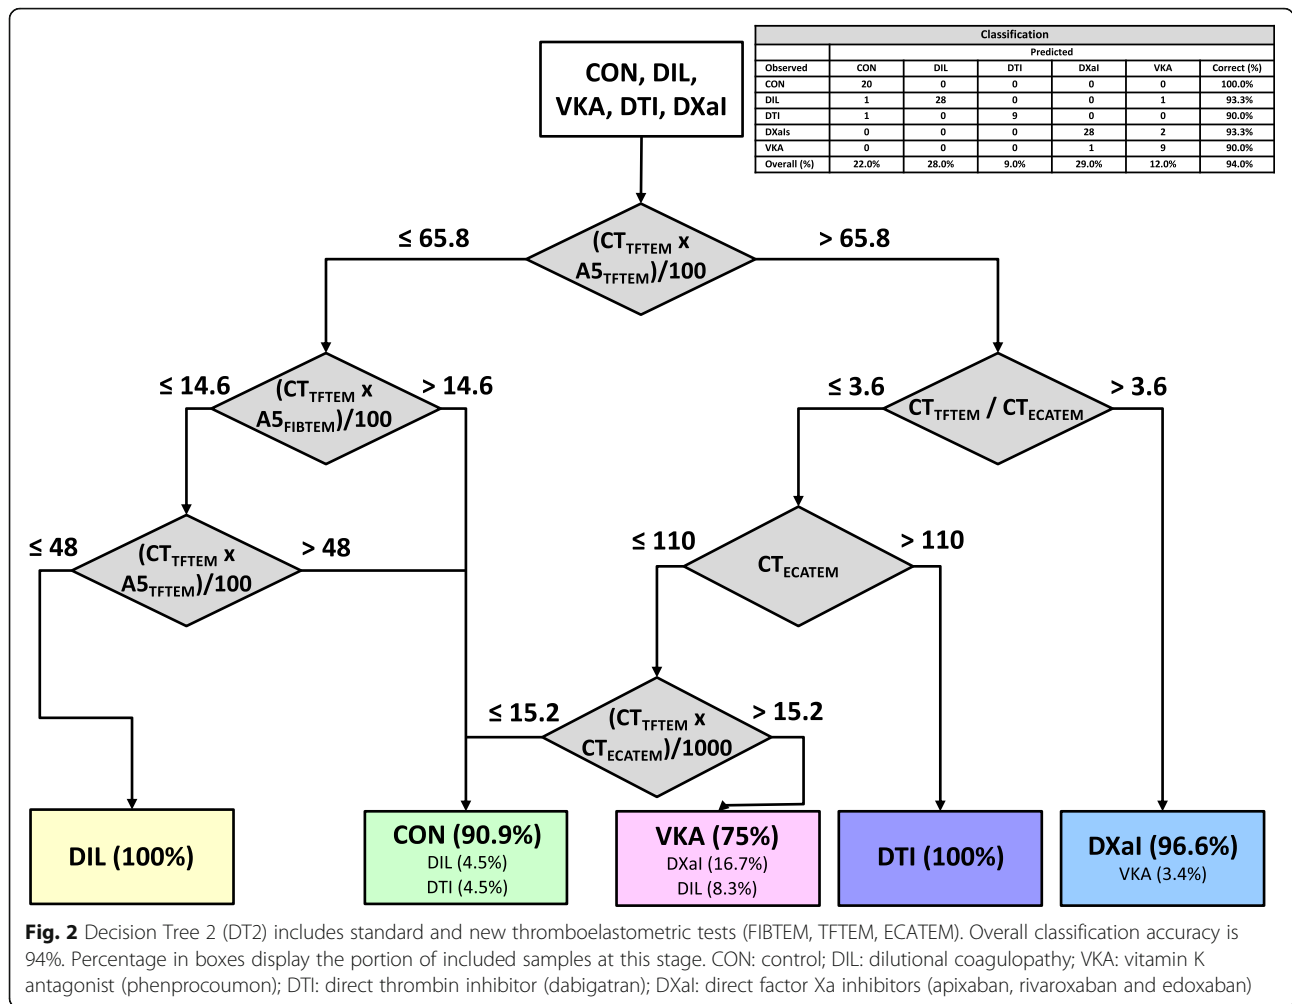 Classification
Predicted
Observed CON DIL DTI DXaI VKA Correct (%)
CON 20 0 0 0 0 100.0%
DIL 1 28 0 0 1 93.3%
DTI 1 0 9 0 0 90.0%
DXaIs 0 0 0 28 2 93.3%
VKA 0 0 0 1 9 90.0%
Overall (%) 22.0% 28.0% 9.0% 29.0% 12.0% 94.0%
CON, DIL,
VKA, DTI, DXaI
≤ 65.8
(CTTFTEM x
A5TFTEM)/100
> 65.8
≤ 14.6
(CTTFTEM x
A5FIBTEM)/100
> 14.6
≤ 3.6
CTTFTEM / CTECATEM
> 3.6
≤ 48
(CTTFTEM x
A5TFTEM)/100
> 48
≤ 110
CTECATEM
> 110
≤ 15.2
(CTTFTEM x
CTECATEM)/1000
> 15.2
DIL (100%)
CON (90.9%)
DIL (4.5%)
DTI (4.5%)
VKA (75%)
DXaI (16.7%)
DIL (8.3%)
DTI (100%)
DXaI (96.6%)
VKA (3.4%)
Fig. 2 Decision Tree 2 (DT2) includes standard and new thromboelastometric tests (FIBTEM, TFTEM, ECATEM). Overall classification accuracy is
94%. Percentage in boxes display the portion of included samples at this stage. CON: control; DIL: dilutional coagulopathy; VKA: vitamin K
antagonist (phenprocoumon); DTI: direct thrombin inhibitor (dabigatran); DXaI: direct factor Xa inhibitors (apixaban, rivaroxaban and edoxaban)